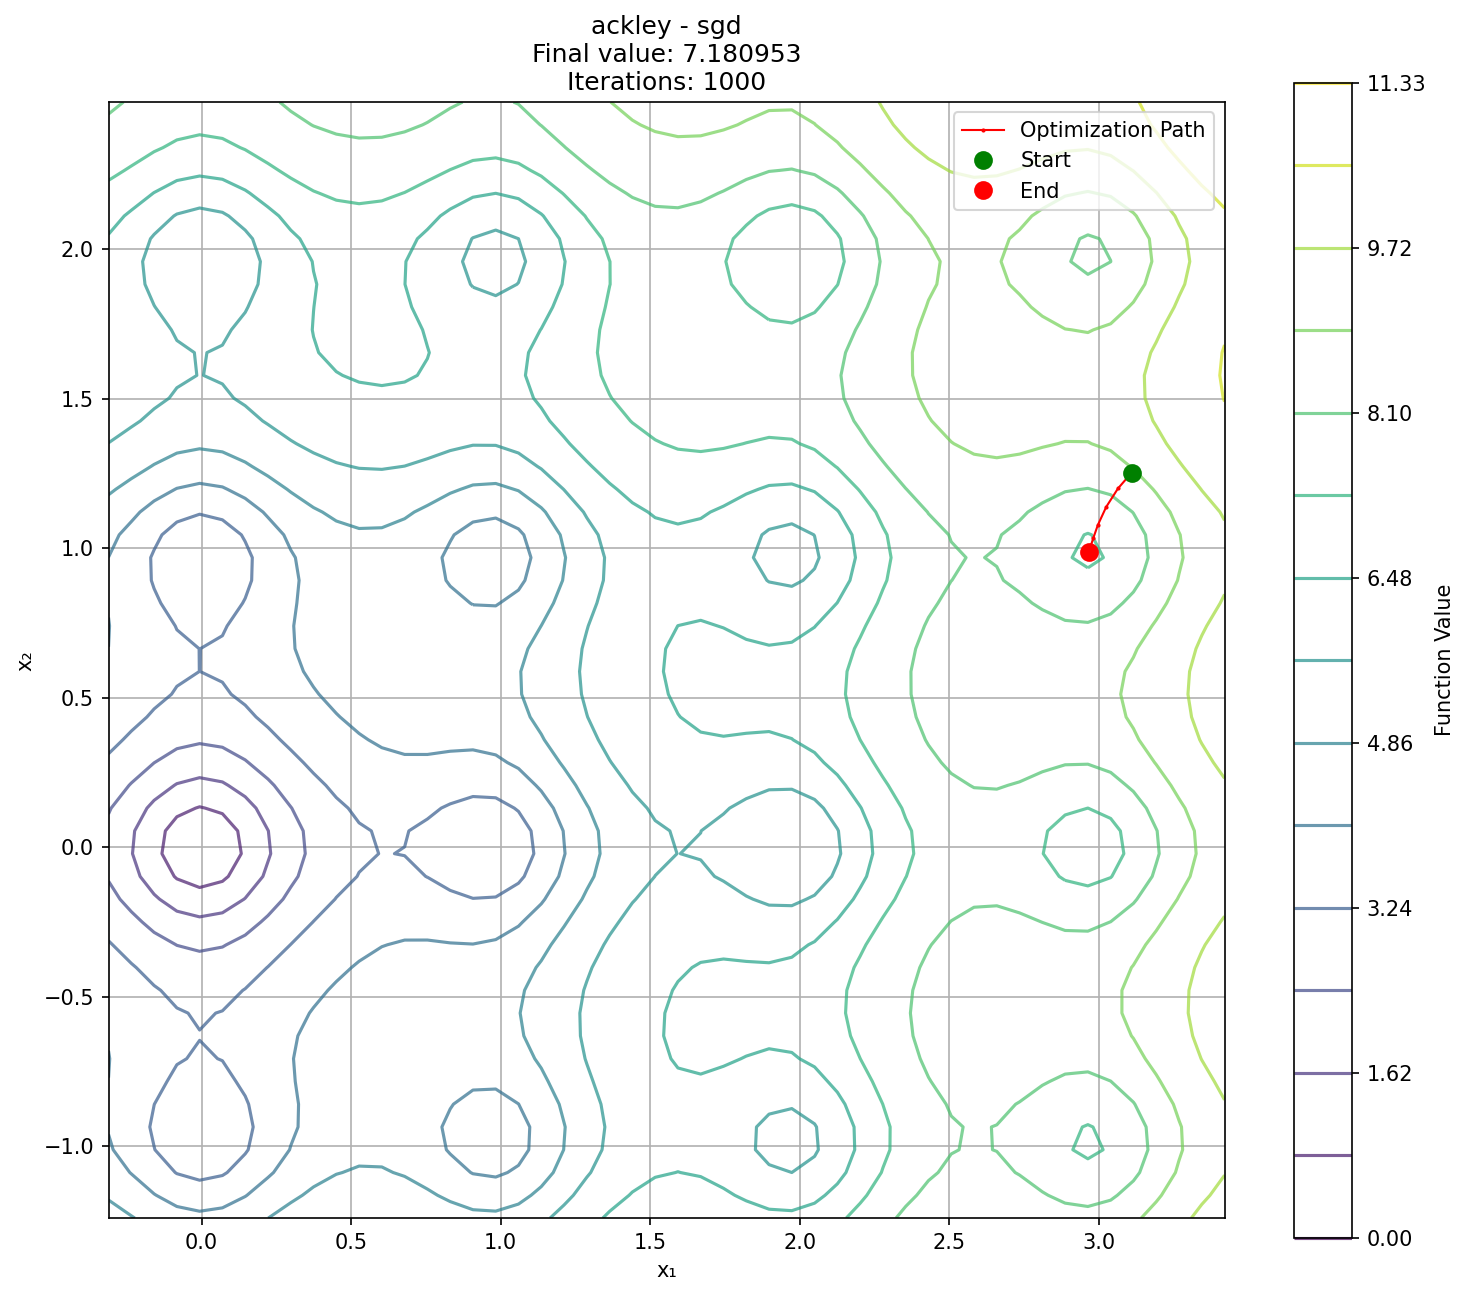 ackley - sgd
Final value: 7.180953
Iterations: 1000
Optimization Path
Start
End
2.0
1.5
1.0
0.5
0.0
−0.5
−1.0
x₂
0.0
0.5
1.0
1.5
2.0
2.5
3.0
x₁
11.33
9.72
8.10
6.48
4.86
3.24
1.62
0.00
Function Value